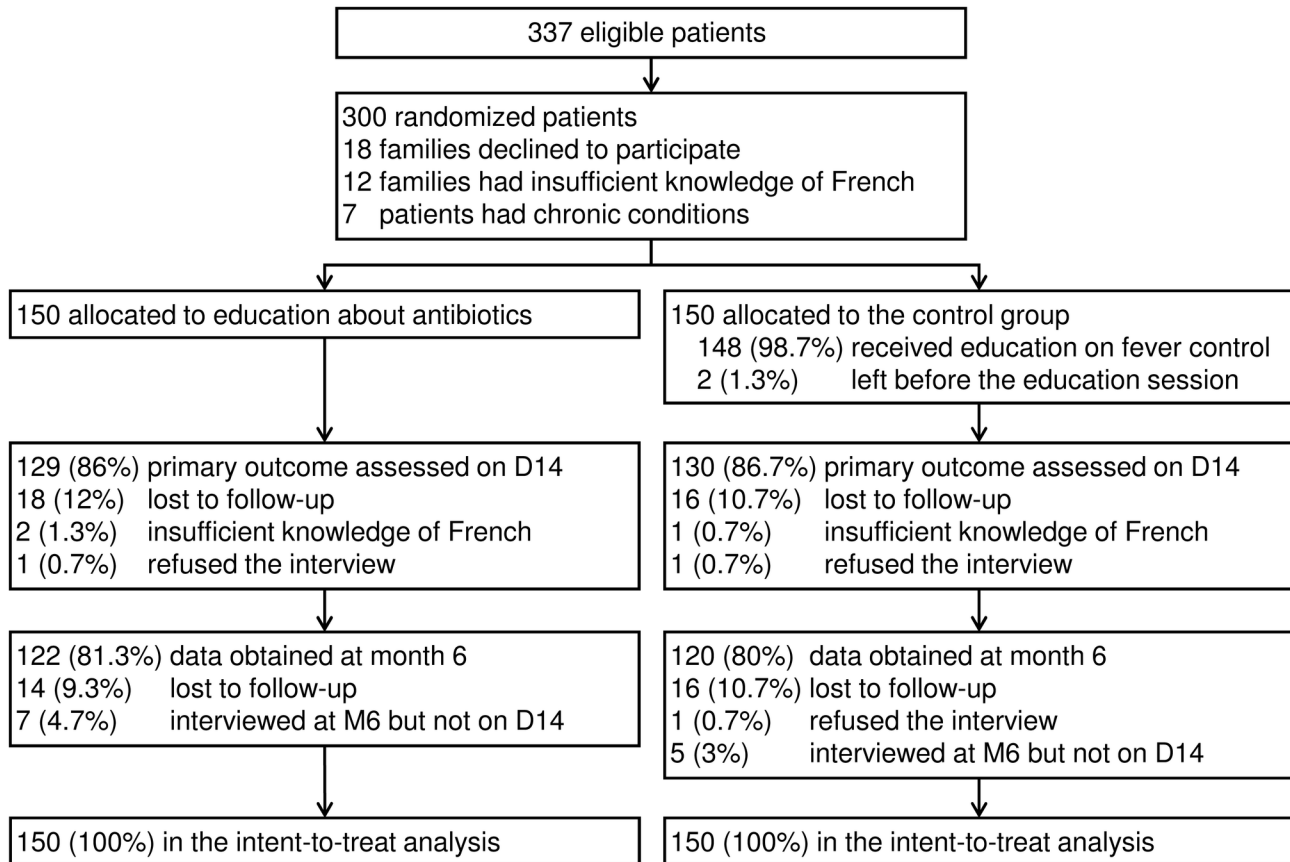 337 eligible patients
300 randomized patients
18 families declined to participate
12 families had insufficient knowledge of French
7 patients had chronic conditions
150 allocated to education about antibiotics
150 allocated to the control group
148 (98.7%) received education on fever control
2 (1.3%) left before the education session
129 (86%) primary outcome assessed on D14
18 (12%) lost to follow-up
2 (1.3%) insufficient knowledge of French
1 (0.7%) refused the interview
130 (86.7%) primary outcome assessed on D14
16 (10.7%) lost to follow-up
1 (0.7%) insufficient knowledge of French
1 (0.7%) refused the interview
122 (81.3%) data obtained at month 6
14 (9.3%) lost to follow-up
7 (4.7%) interviewed at M6 but not on D14
120 (80%) data obtained at month 6
16 (10.7%) lost to follow-up
1 (0.7%) refused the interview
5 (3%) interviewed at M6 but not on D14
150 (100%) in the intent-to-treat analysis
150 (100%) in the intent-to-treat analysis